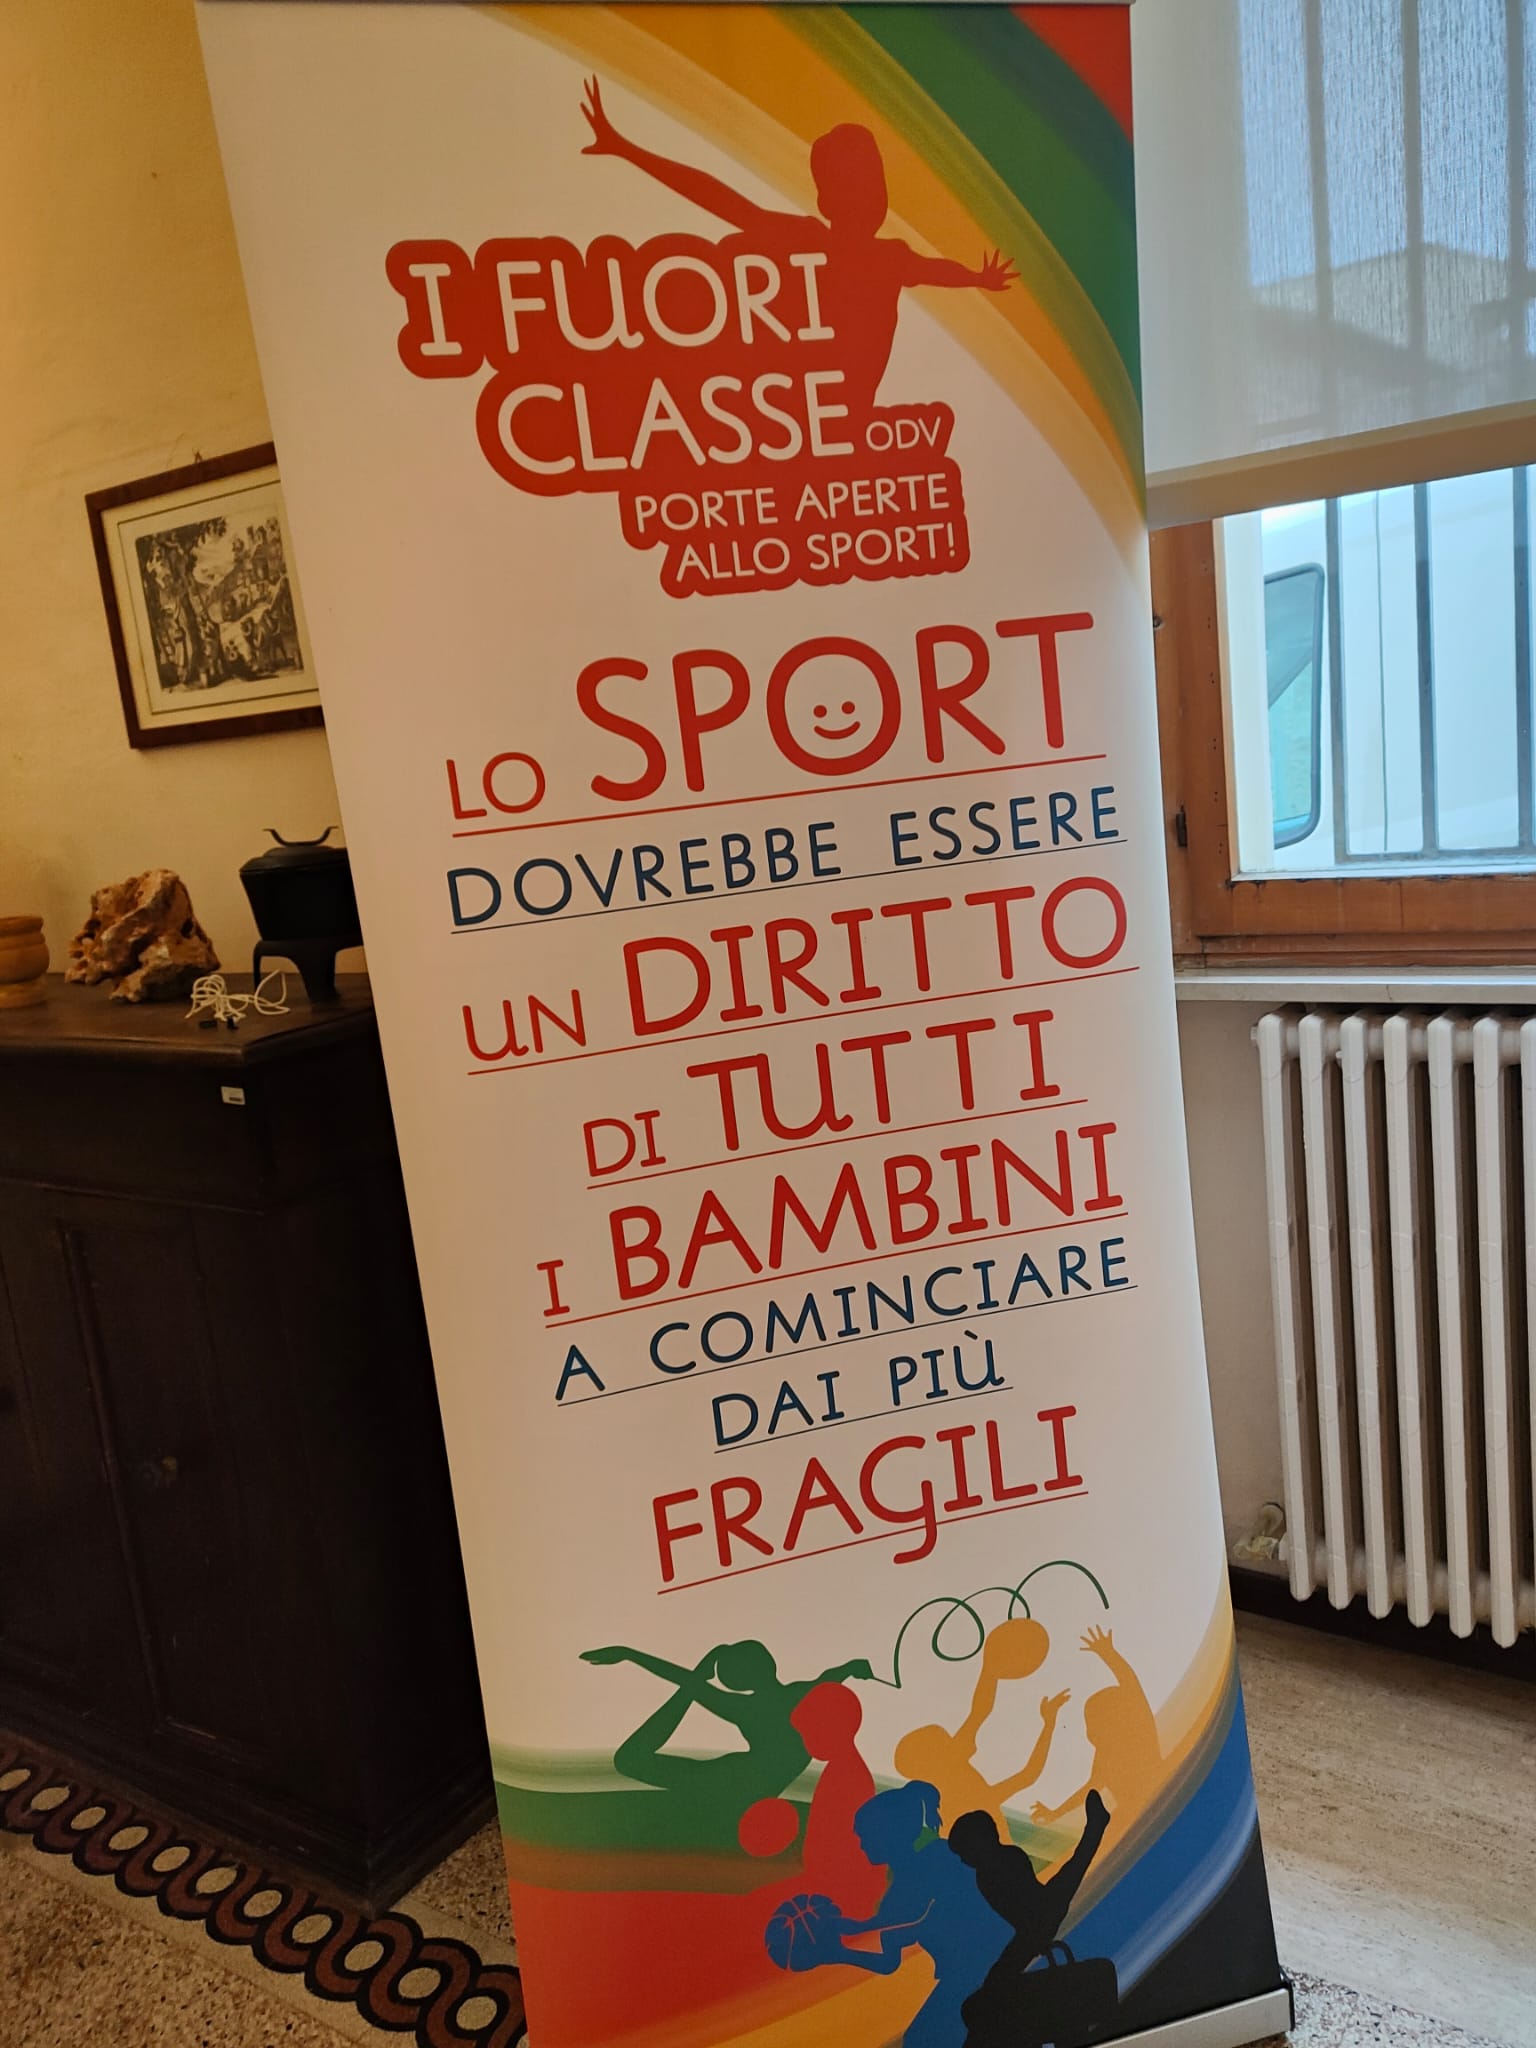 I FUORI
CLASSE ODV
PORTE APERTE
ALLO SPORT!
LO SPORT
DOVREBBE ESSERE
UN DIRITTO
DI TUTTI
I BAMBINI
A COMINCIARE
DAI PIÙ
FRAGILI